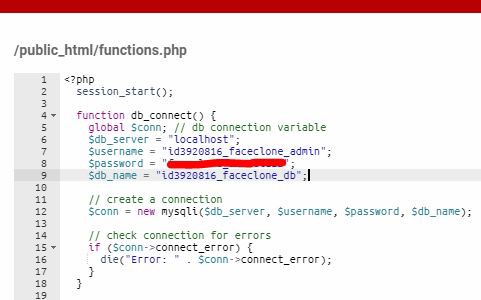 /public_html/functions.php
1 <?php
2 session_start();
3
4 function db_connect() {
5 global $conn; // db connection variable
6 $db_server = "localhost";
7 $username = "id3920816_faceclone_admin";
8 $password = " ";
9 $db_name = "id3920816_faceclone_db";
10
11 // create a connection
12 $conn = new mysqli($db_server, $username, $password, $db_name);
13
14 // check connection for errors
15 if ($conn->connect_error) {
16 die("Error: " . $conn->connect_error);
17 }
18 }
19